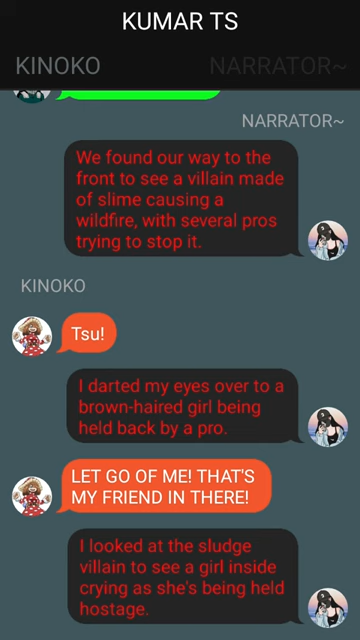 KUMAR TS
KINOKO
NARRATOR~
NARRATOR~
We found our way to the
front to see a villain made
of slime causing a
wildfire, with several pros
trying to stop it.
KINOKO
Tsu!
I darted my eyes over to a
brown-haired girl being
held back by a pro.
LET GO OF ME! THAT'S
MY FRIEND IN THERE!
I looked at the sludge
villain to see a girl inside
crying as she's being held
hostage.